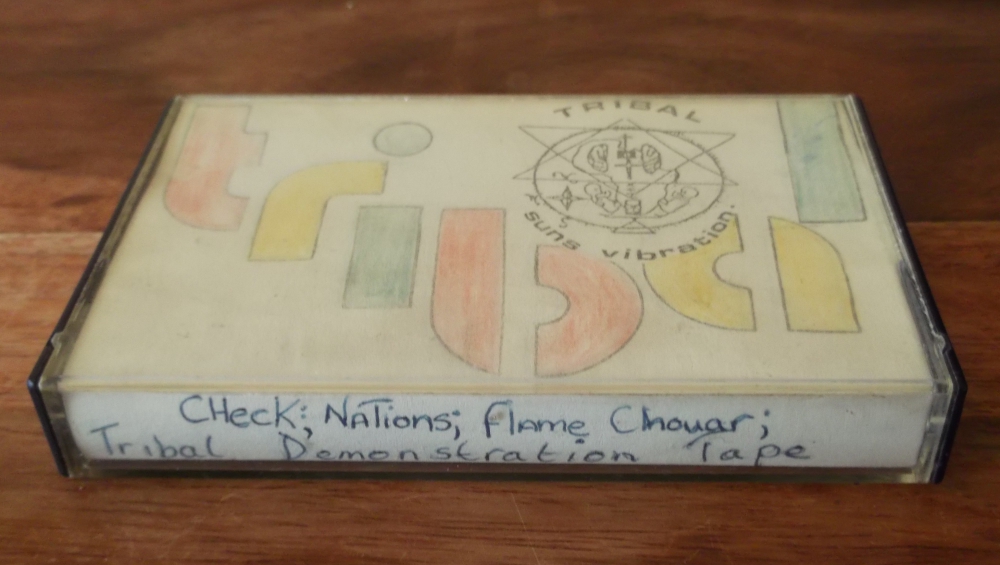 TRIBAL
suns vibration.
tribal
CHeck; NATions; flame Chouar;
Tribal Demonstration Tape